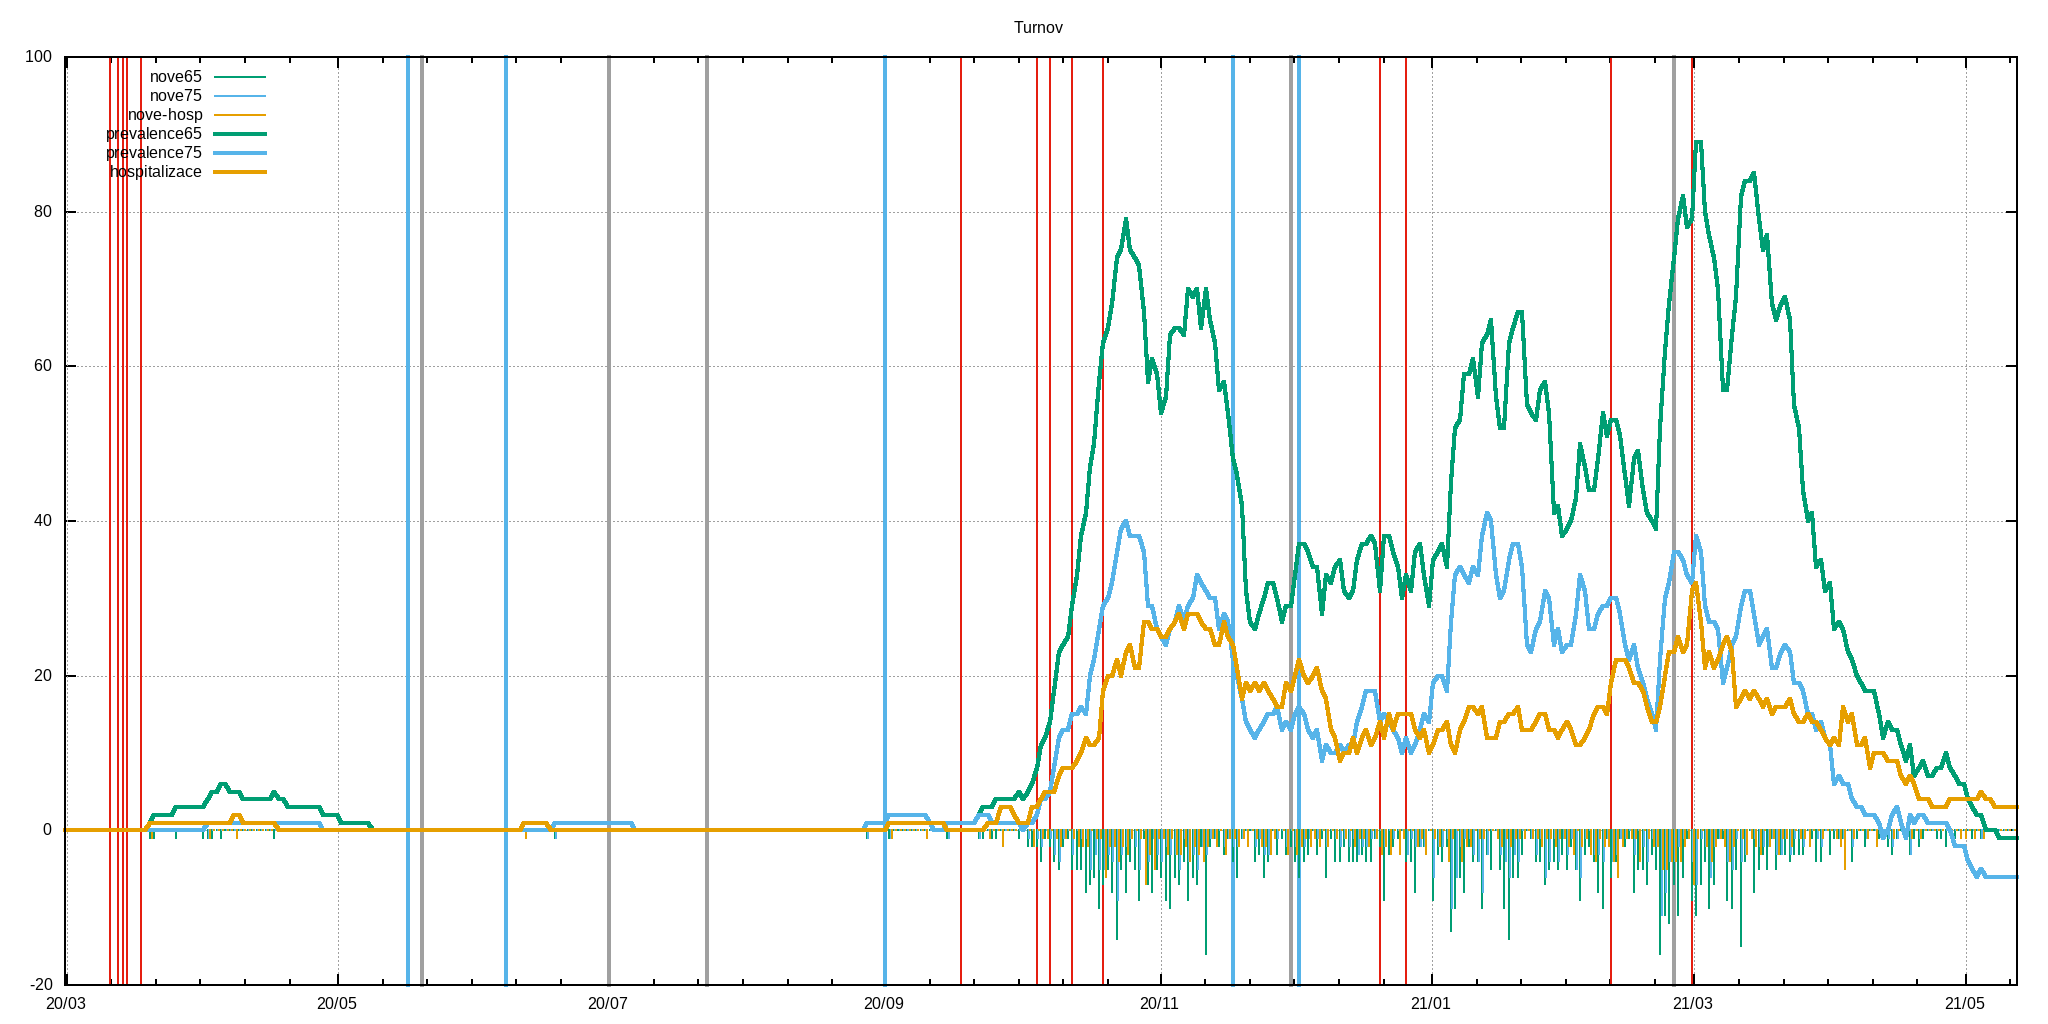 Turnov
100
80
60
40
20
0
-20
nove65
nove75
nove-hosp
prevalence65
prevalence75
hospitalizace
20/03 20/05 20/07 20/09 20/11 21/01 21/03 21/05